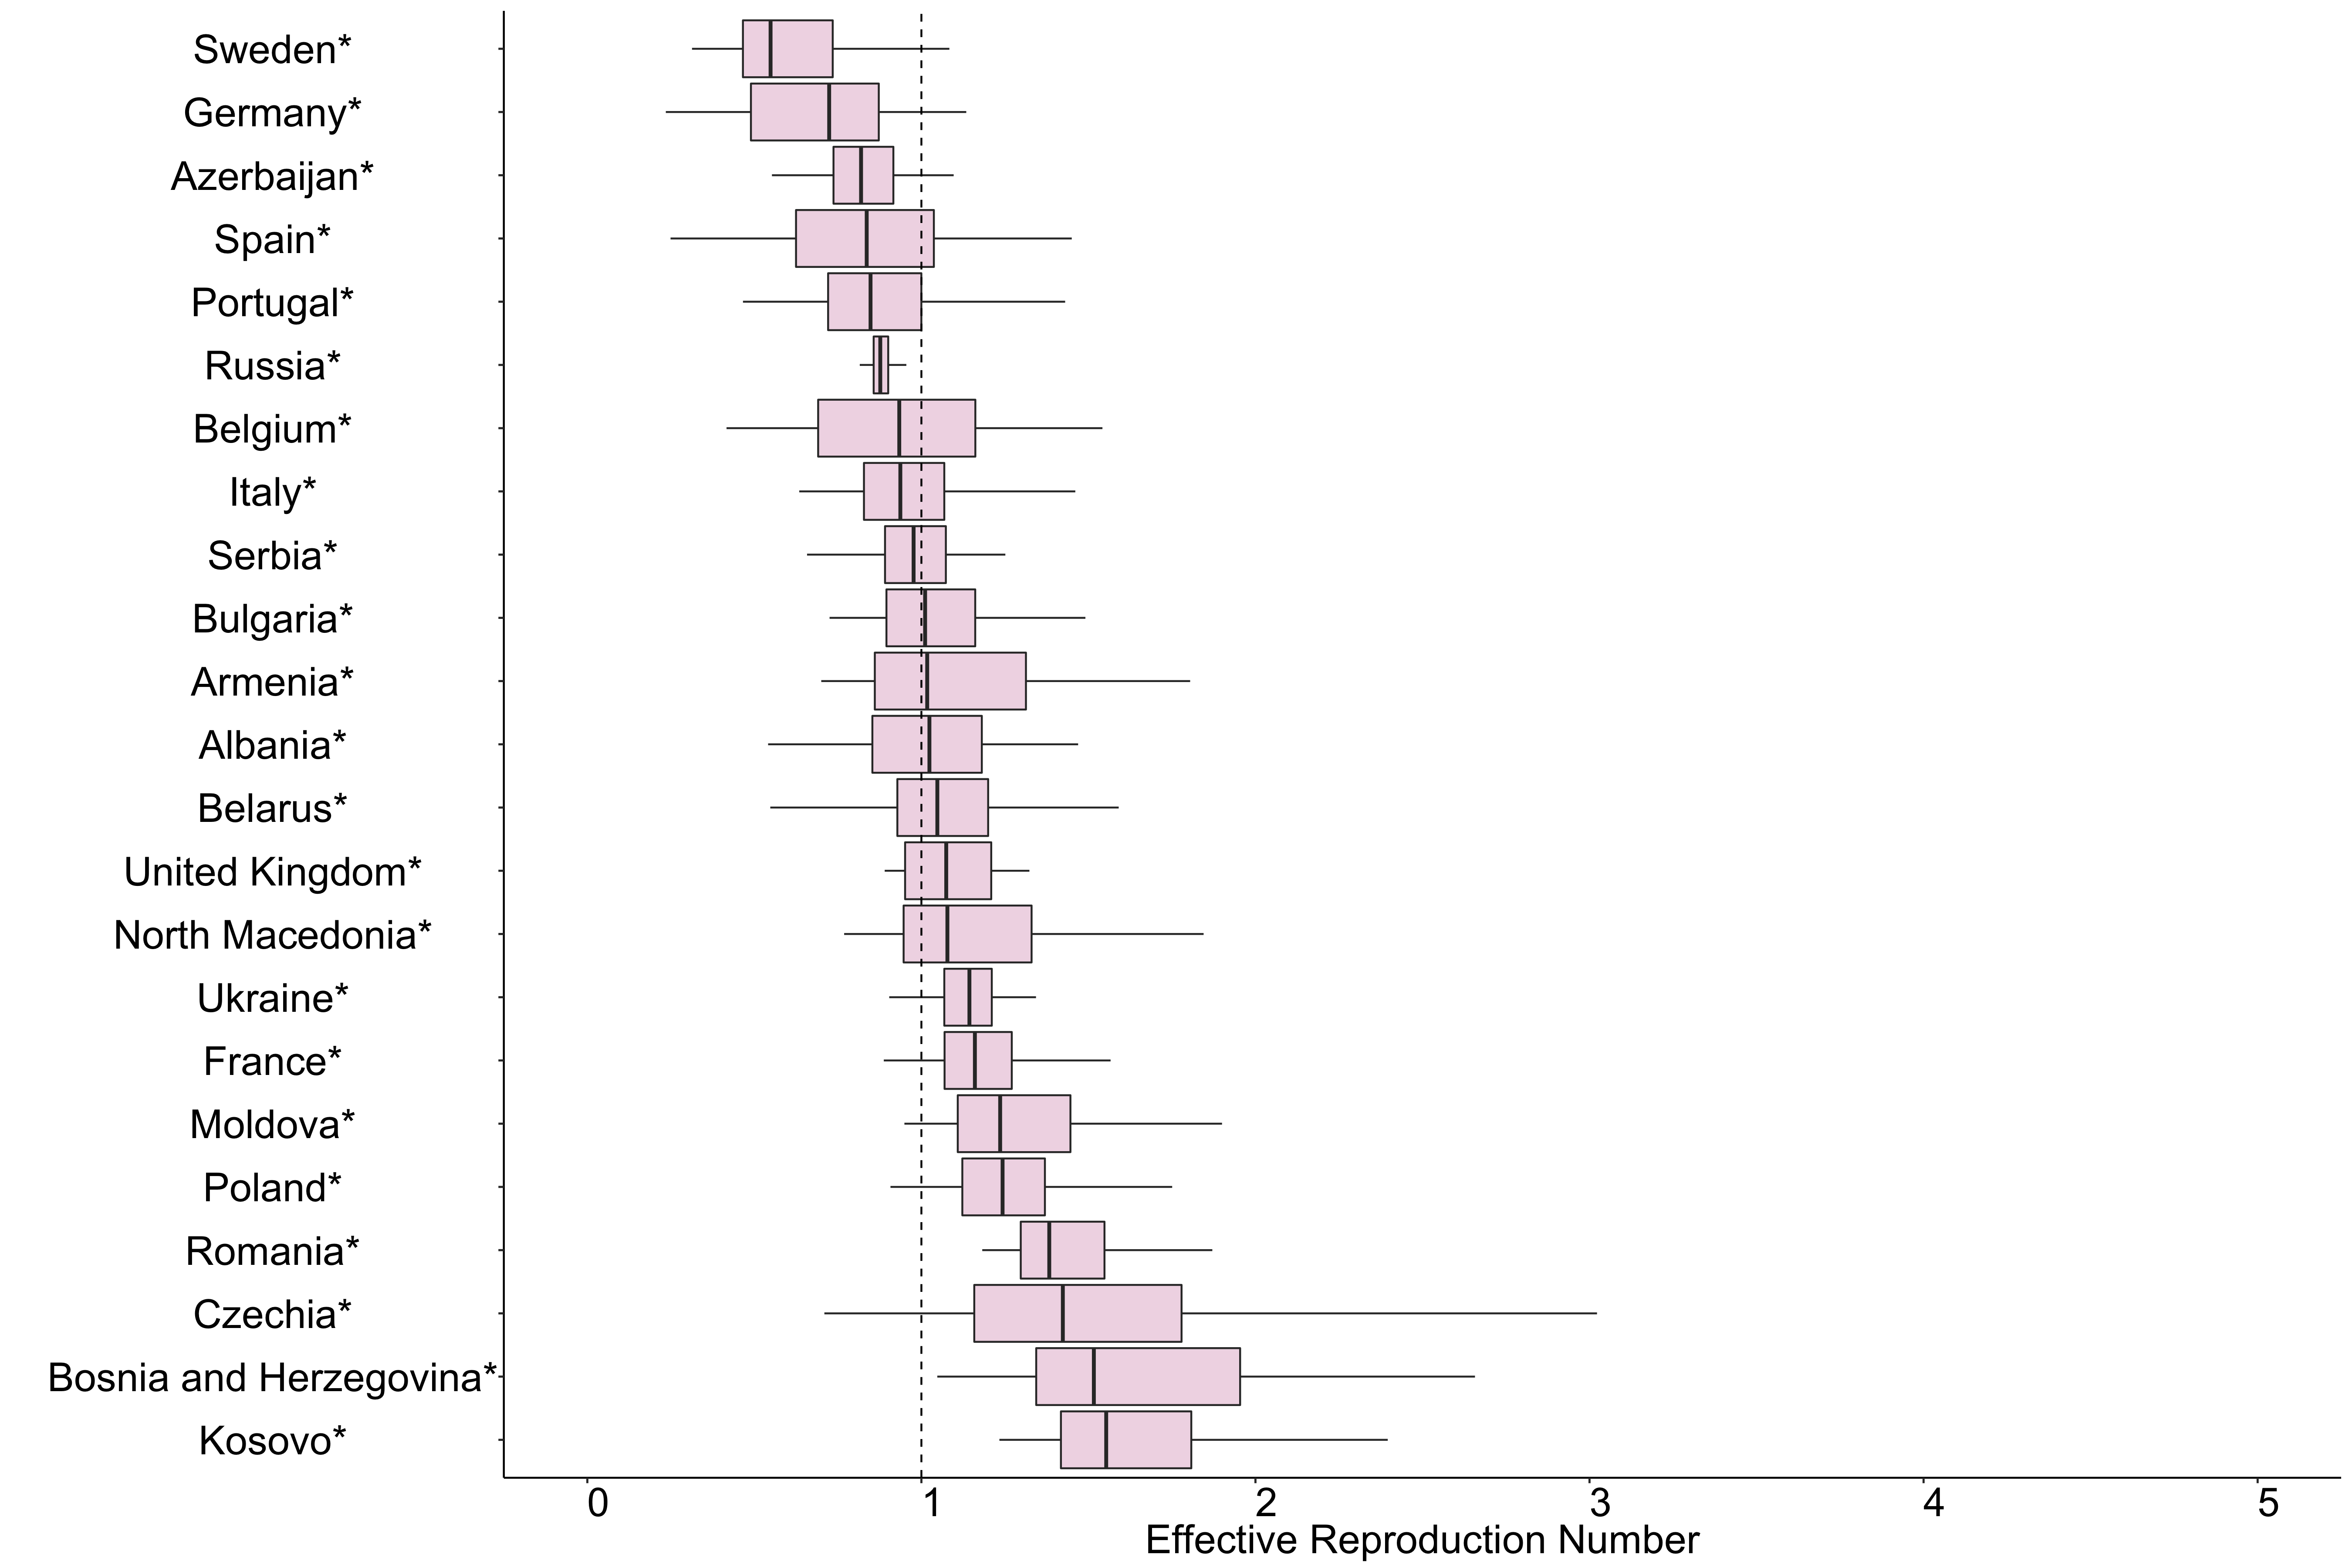 Sweden*
Germany*
Azerbaijan*
Spain*
Portugal*
Russia*
Belgium*
Italy*
Serbia*
Bulgaria*
Armenia*
Albania*
Belarus*
United Kingdom*
North Macedonia*
Ukraine*
France*
Moldova*
Poland*
Romania*
Czechia*
Bosnia and Herzegovina*
Kosovo*
0 1 2 3 4 5
Effective Reproduction Number